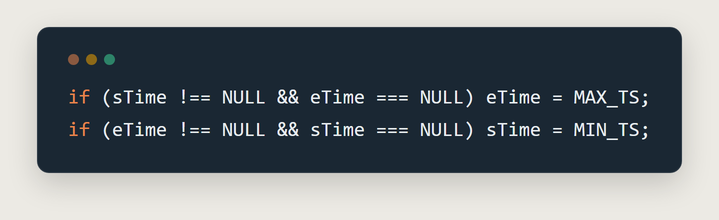 if (sTime !== NULL && eTime === NULL) eTime = MAX_TS;
if (eTime !== NULL && sTime === NULL) sTime = MIN_TS;